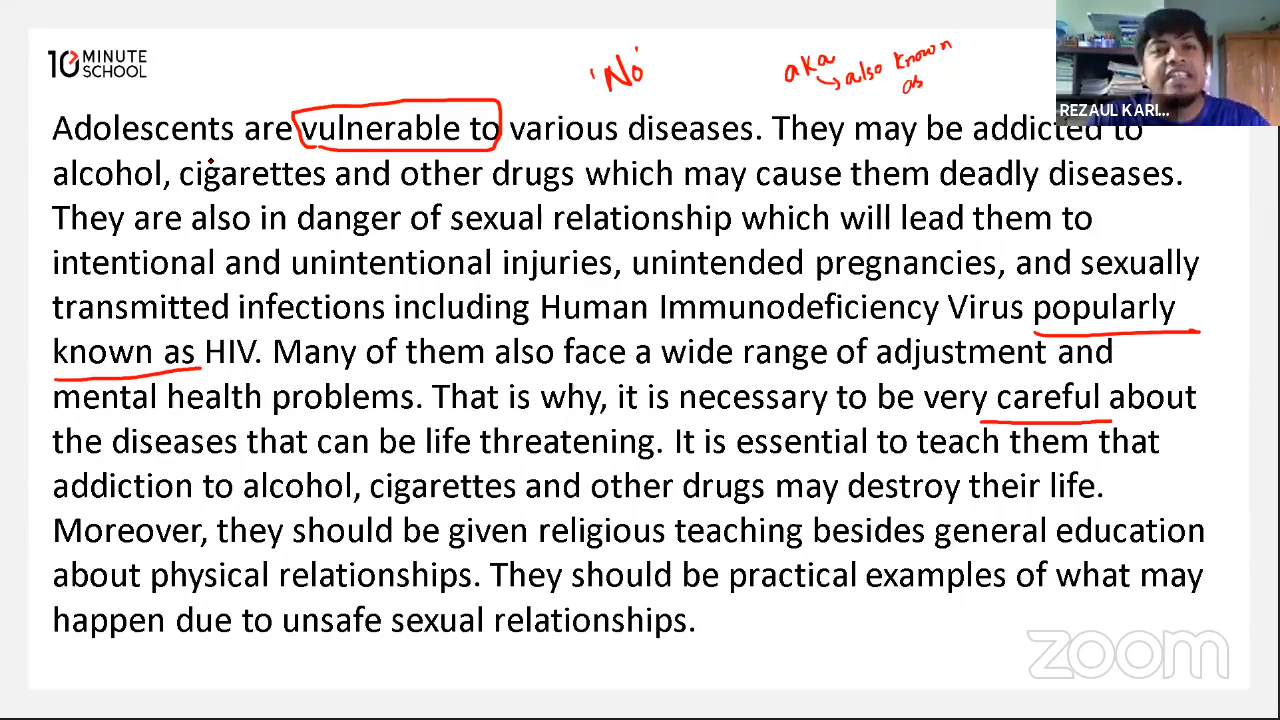 10 MINUTE
SCHOOL
'No'
aka
also known
as
REZAUL KARI...
Adolescents are vulnerable to various diseases. They may be addicted to
alcohol, cigarettes and other drugs which may cause them deadly diseases.
They are also in danger of sexual relationship which will lead them to
intentional and unintentional injuries, unintended pregnancies, and sexually
transmitted infections including Human Immunodeficiency Virus popularly
known as HIV. Many of them also face a wide range of adjustment and
mental health problems. That is why, it is necessary to be very careful about
the diseases that can be life threatening. It is essential to teach them that
addiction to alcohol, cigarettes and other drugs may destroy their life.
Moreover, they should be given religious teaching besides general education
about physical relationships. They should be practical examples of what may
happen due to unsafe sexual relationships.
zoom